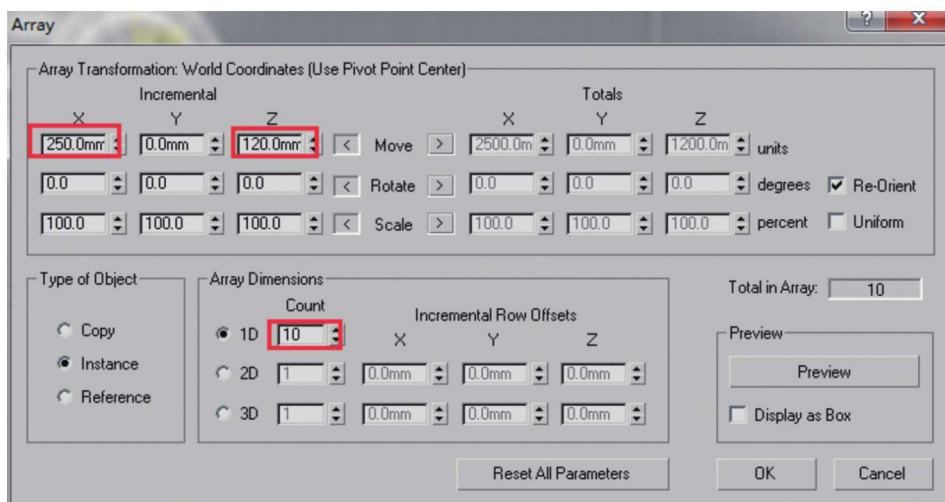 Array
? X
Array Transformation: World Coordinates (Use Pivot Point Center)
Incremental Totals
X Y Z X Y Z
250.0mm 0.0mm 120.0mm < Move > 2500.0m 0.0mm 1200.0m units
0.0 0.0 0.0 < Rotate > 0.0 0.0 0.0 degrees Re-Orient
100.0 100.0 100.0 < Scale > 100.0 100.0 100.0 percent Uniform
Type of Object Array Dimensions Total in Array: 10
Count Incremental Row Offsets
Copy 1D 10 X Y Z Preview
Instance 2D 1 0.0mm 0.0mm 0.0mm Preview
Reference 3D 1 0.0mm 0.0mm 0.0mm Display as Box
Reset All Parameters OK Cancel